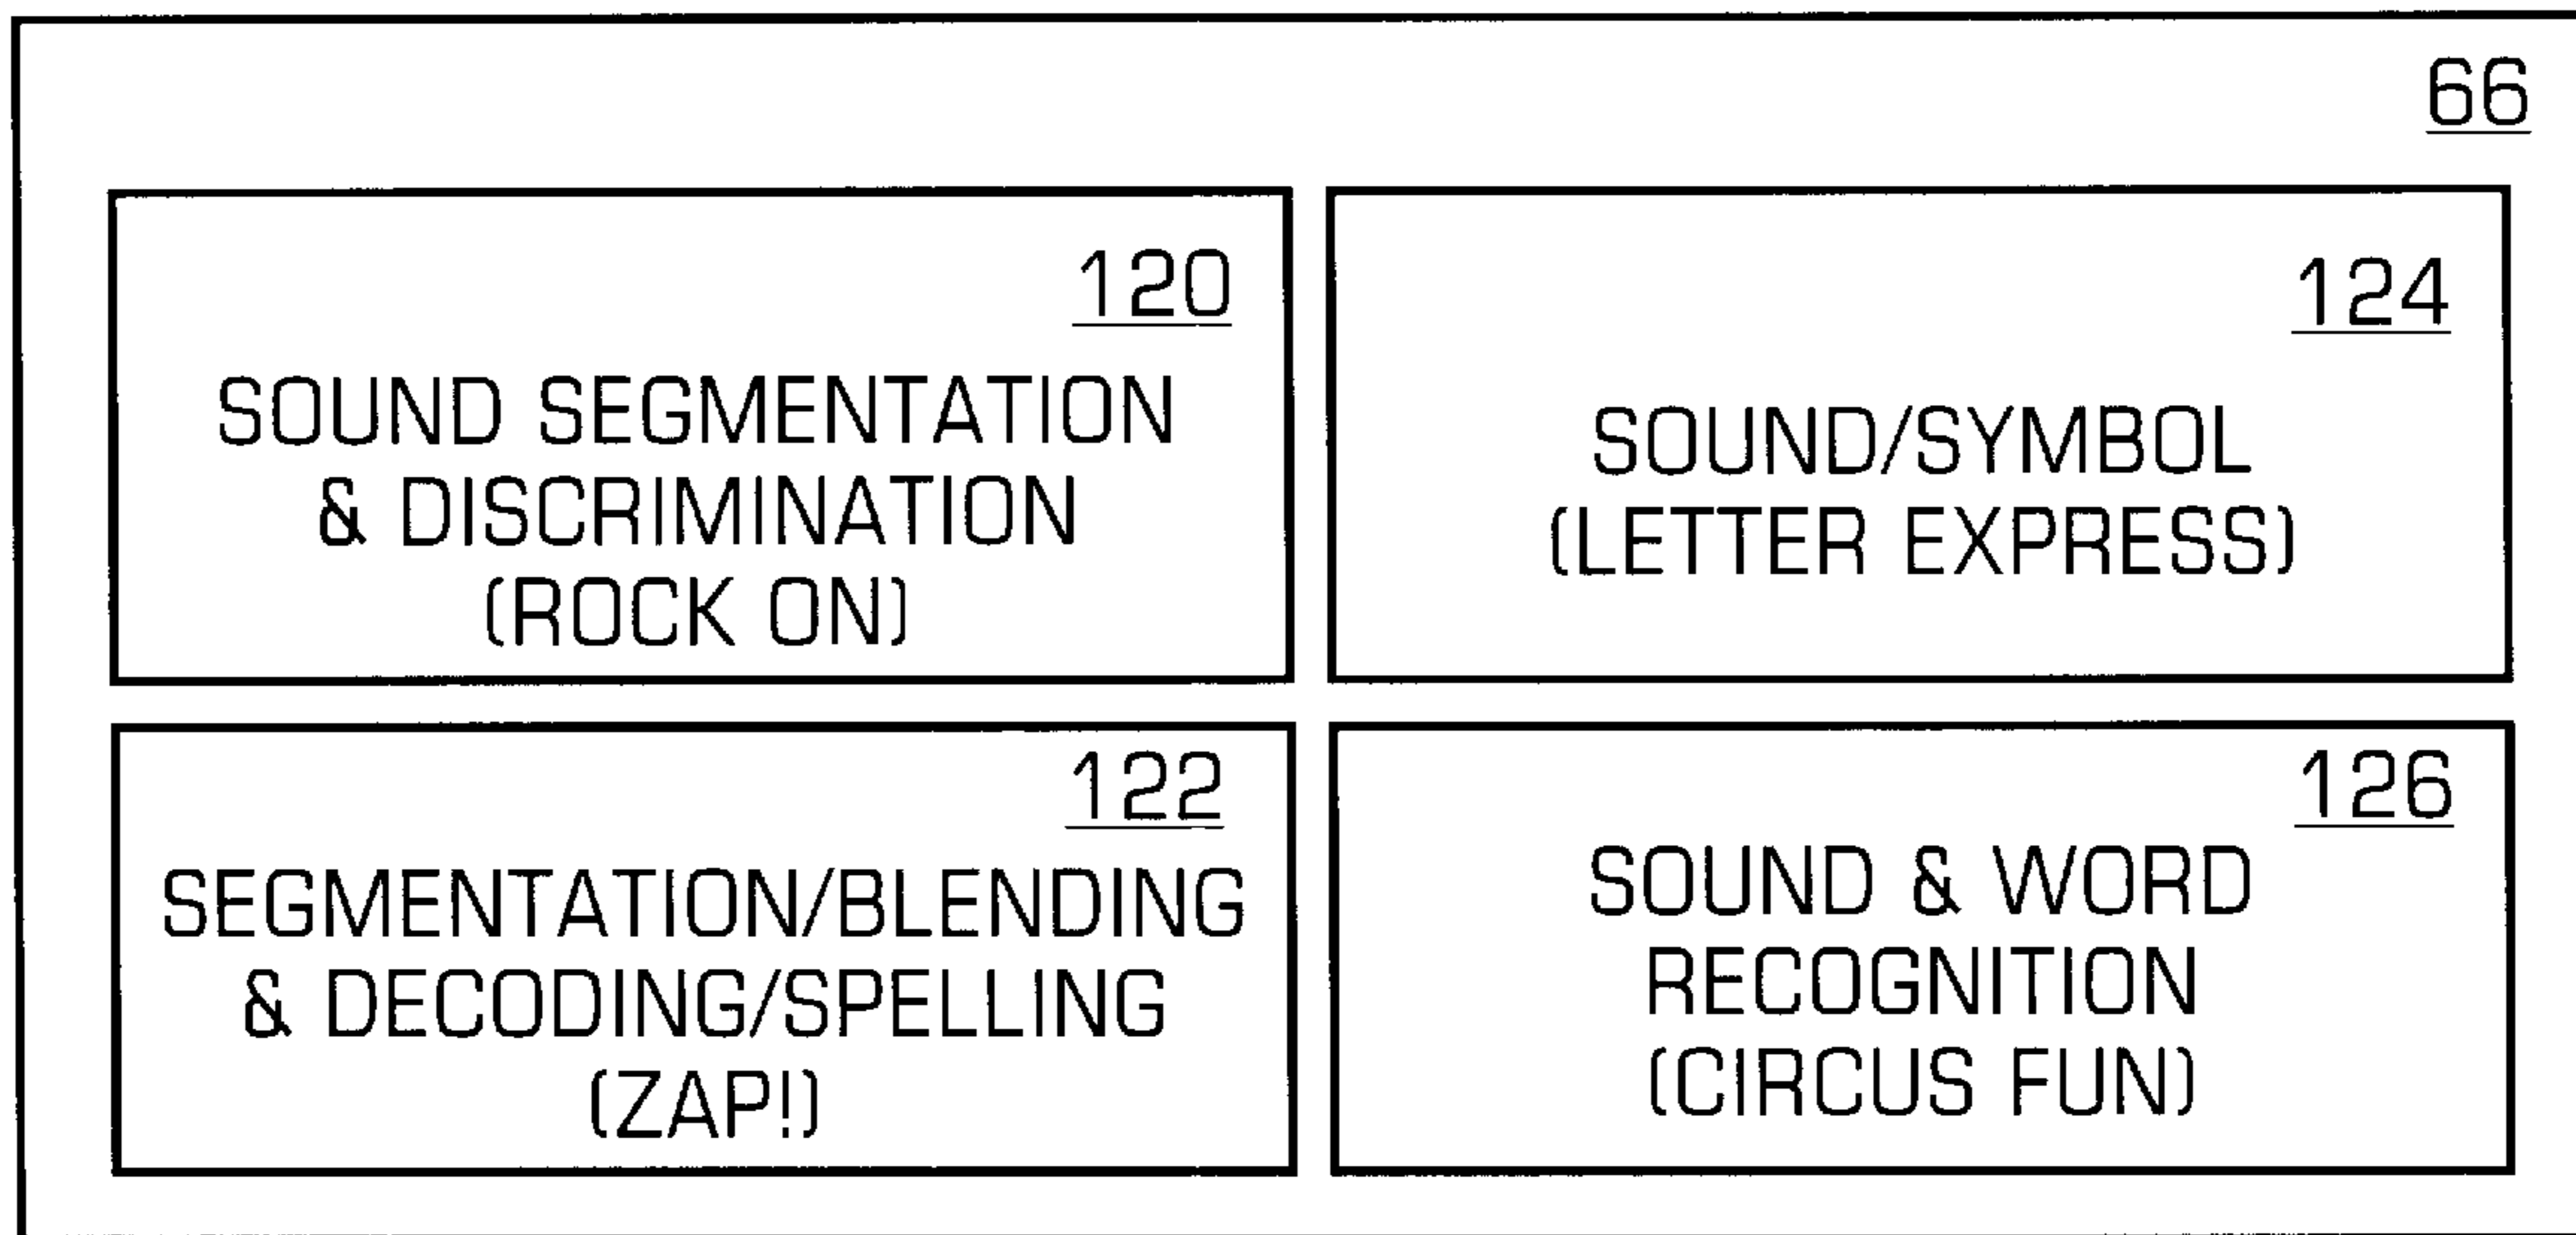 66
120
SOUND SEGMENTATION
& DISCRIMINATION
(ROCK ON)
124
SOUND/SYMBOL
(LETTER EXPRESS)
122
SEGMENTATION/BLENDING
& DECODING/SPELLING
(ZAP!)
126
SOUND & WORD
RECOGNITION
(CIRCUS FUN)